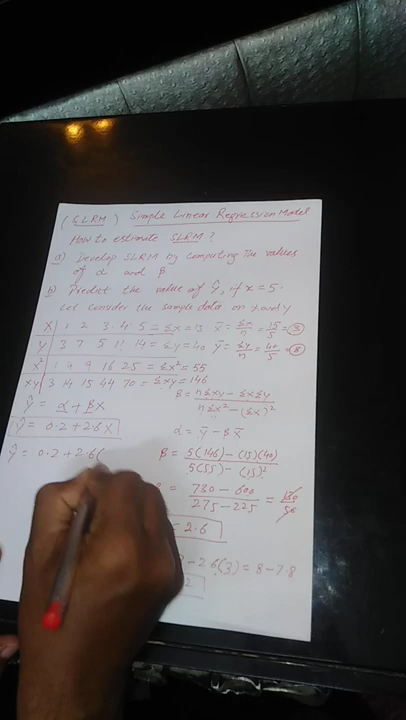 (SLRM) Simple Linear Regression Model
How to estimate SLRM?
a) Develop SLRM by computing the values
of α and β
b) Predict the value of Ŷ, if x = 5.
Let consider the sample data on x and y
X | 1 2 3 4 5 = Σx = 15 x̄ = Σx/n = 15/5 = 3
Y 3 7 5 11 14 = Σy = 40 ȳ = Σy/n = 40/5 = 8
X² 1 4 9 16 25 = Σx² = 55
XY 3 14 15 44 70 = Σxy = 146
β = nΣxy - ΣxΣy / nΣx² - (Σx)²
Ŷ = α + βX
α = ȳ - βx̄
Ŷ = 0.2 + 2.6X
β = 5(146) - (15)(40) / 5(55) - (15)²
Ŷ = 0.2 + 2.6(
= 730 - 600 / 275 - 225 = 130/50
= 2.6
- 2.6(3) = 8 - 7.8